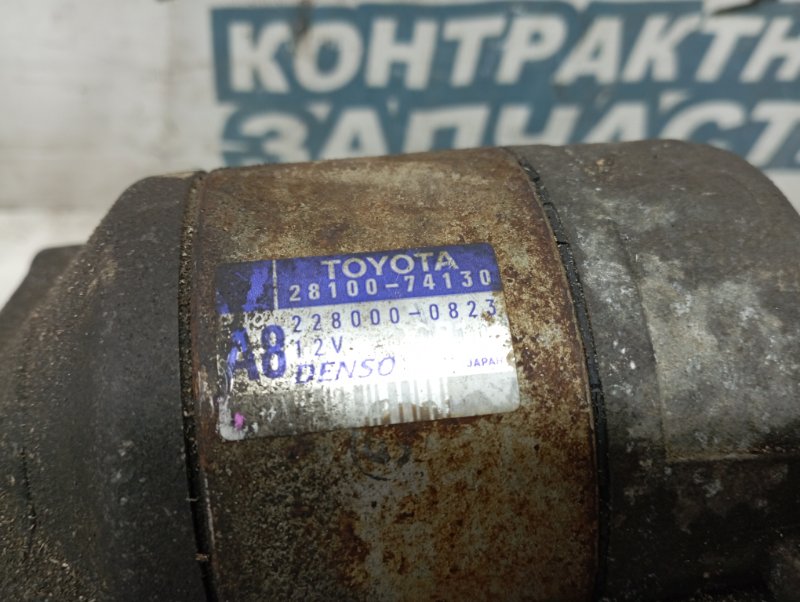 КОНТРАКТН
ЗАПЧАСТ
TOYOTA
28100-74130
228000-0823
A8
12V
DENSO
JAPAN